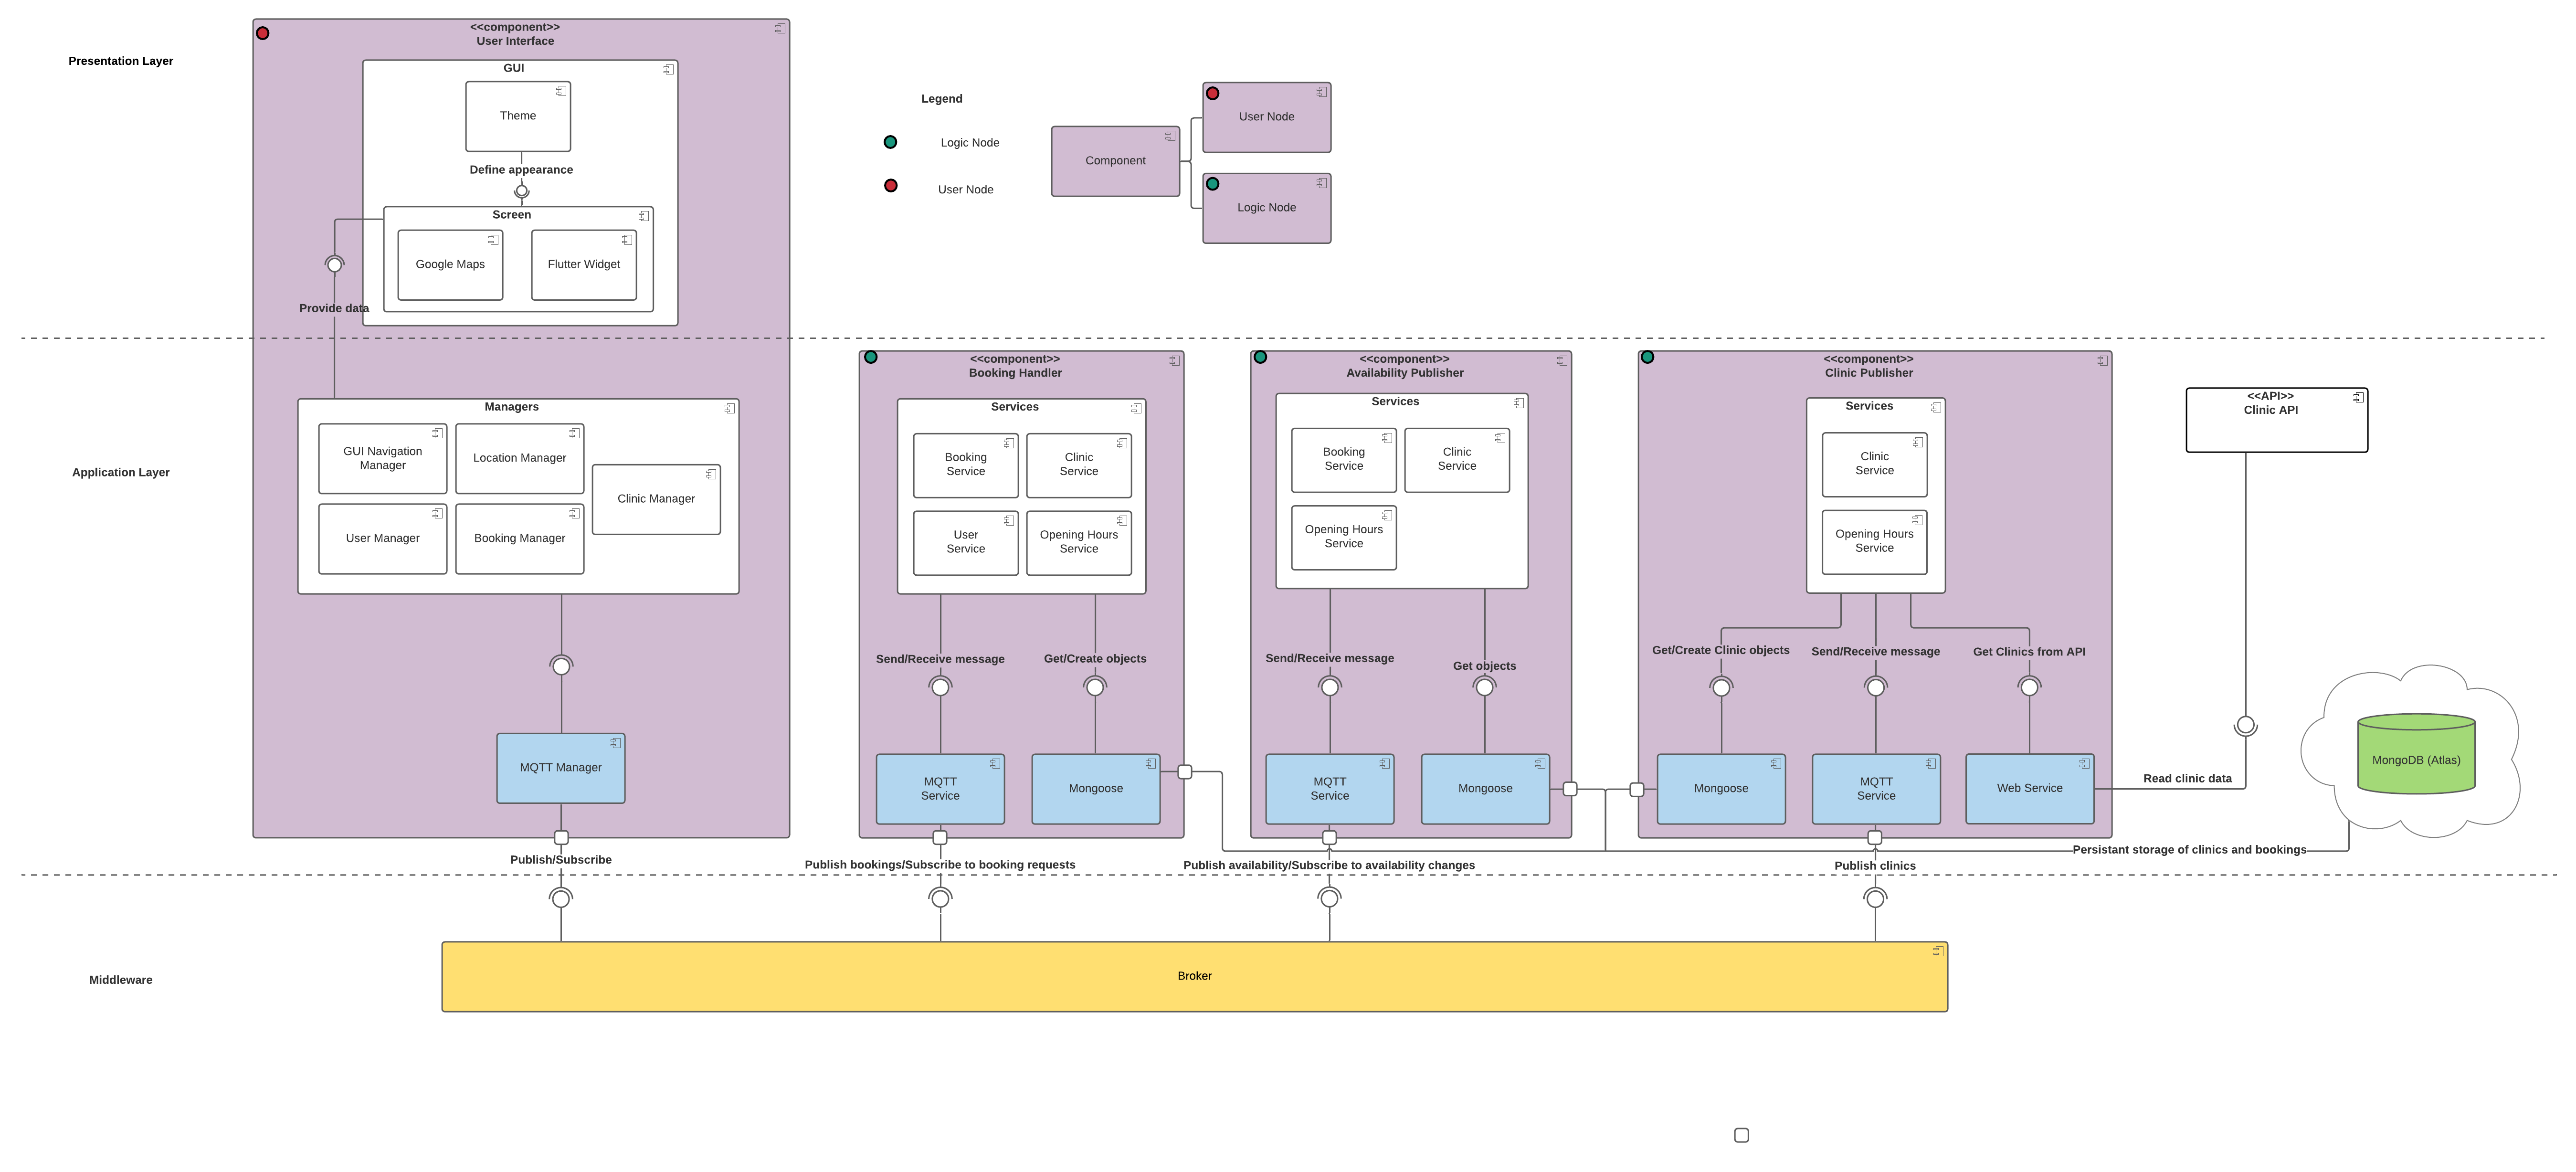 Presentation Layer
<<component>>
User Interface
GUI
Theme
Define appearance
Screen
Google Maps
Flutter Widget
Provide data
Legend
Logic Node
User Node
Component
User Node
Logic Node
Application Layer
Managers
GUI Navigation
Manager
Location Manager
Clinic Manager
User Manager
Booking Manager
MQTT Manager
Publish/Subscribe
<<component>>
Booking Handler
Services
Booking
Service
Clinic
Service
User
Service
Opening Hours
Service
Send/Receive message
Get/Create objects
MQTT
Service
Mongoose
Publish bookings/Subscribe to booking requests
<<component>>
Availability Publisher
Services
Booking
Service
Clinic
Service
Opening Hours
Service
Send/Receive message
Get objects
MQTT
Service
Mongoose
Publish availability/Subscribe to availability changes
<<component>>
Clinic Publisher
Services
Clinic
Service
Opening Hours
Service
Get/Create Clinic objects
Send/Receive message
Get Clinics from API
Mongoose
MQTT
Service
Web Service
Publish clinics
<<API>>
Clinic API
Read clinic data
MongoDB (Atlas)
Persistant storage of clinics and bookings
Middleware
Broker